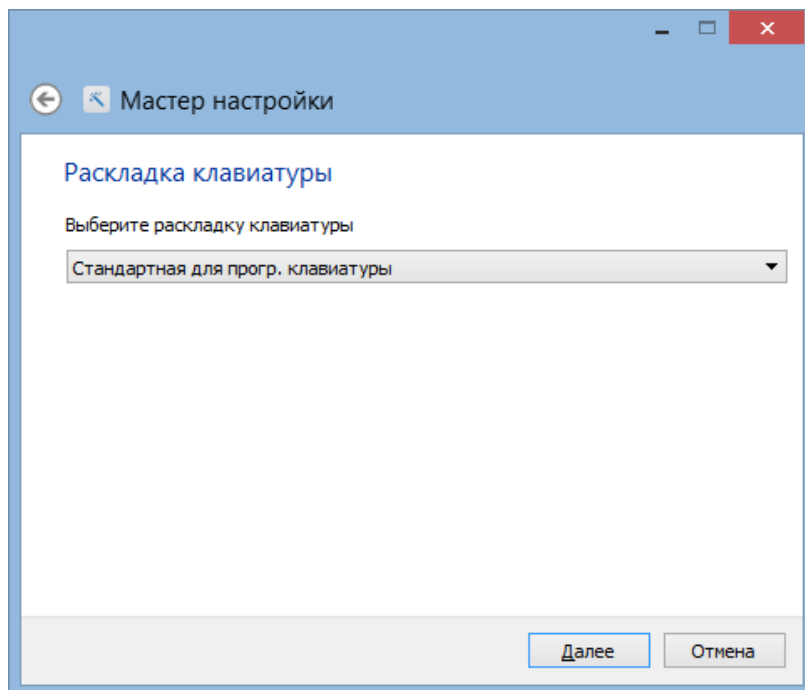 Мастер настройки
Раскладка клавиатуры
Выберите раскладку клавиатуры
Стандартная для прогр. клавиатуры
Далее
Отмена